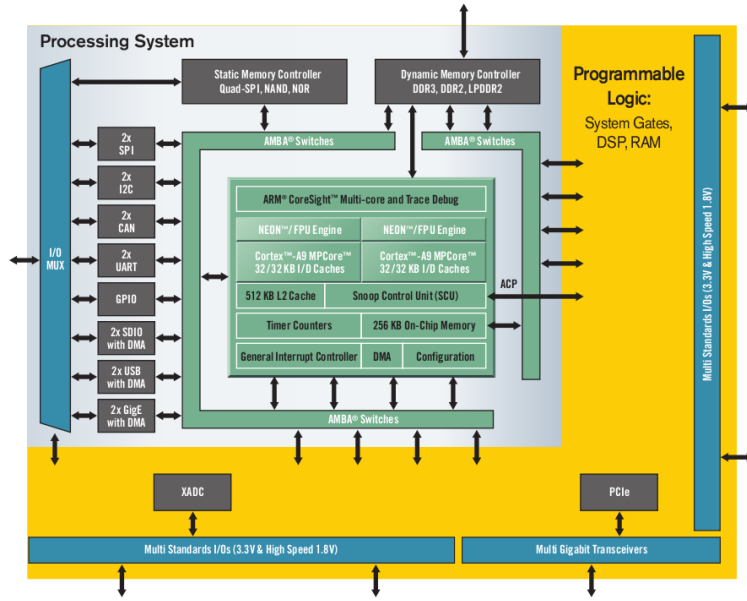 Processing System
Static Memory Controller
Quad-SPI, NAND, NOR
Dynamic Memory Controller
DDR3, DDR2, LPDDR2
Programmable
Logic:
System Gates,
DSP, RAM
AMBA® Switches
AMBA® Switches
2x
SPI
2x
I2C
2x
CAN
2x
UART
GPIO
2x SDIO
with DMA
2x USB
with DMA
2x GigE
with DMA
I/O
MUX
ARM® CoreSight™ Multi-core and Trace Debug
NEON™/ FPU Engine
NEON™/ FPU Engine
Cortex™-A9 MPCore™
32/32 KB I/D Caches
Cortex™-A9 MPCore™
32/32 KB I/D Caches
512 KB L2 Cache
Snoop Control Unit (SCU)
ACP
Timer Counters
256 KB On-Chip Memory
General Interrupt Controller
DMA
Configuration
AMBA® Switches
Multi Standards I/Os (3.3V & High Speed 1.8V)
XADC
PCIe
Multi Standards I/Os (3.3V & High Speed 1.8V)
Multi Gigabit Transceivers